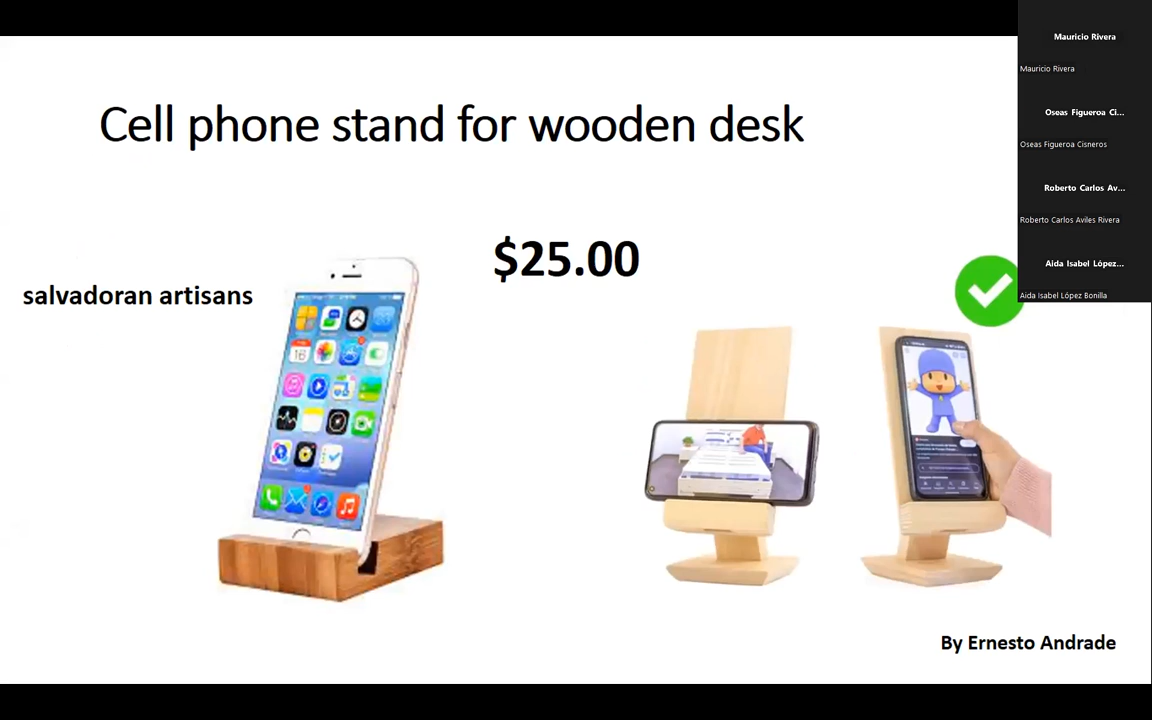 Cell phone stand for wooden desk
$25.00
salvadoran artisans
By Ernesto Andrade
Mauricio Rivera
Mauricio Rivera
Oseas Figueroa Ci...
Oseas Figueroa Cisneros
Roberto Carlos Av...
Roberto Carlos Aviles Rivera
Aida Isabel López...
Aida Isabel López Bonilla